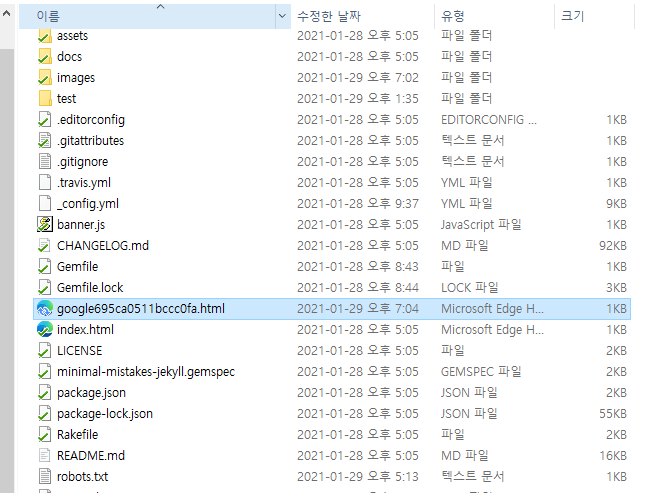 이름 수정한 날짜 유형 크기
assets 2021-01-28 오후 5:05 파일 폴더
docs 2021-01-28 오후 5:05 파일 폴더
images 2021-01-29 오후 7:02 파일 폴더
test 2021-01-29 오후 1:35 파일 폴더
.editorconfig 2021-01-28 오후 5:05 EDITORCONFIG ... 1KB
.gitattributes 2021-01-28 오후 5:05 텍스트 문서 1KB
.gitignore 2021-01-28 오후 5:05 텍스트 문서 1KB
.travis.yml 2021-01-28 오후 5:05 YML 파일 1KB
_config.yml 2021-01-28 오후 9:37 YML 파일 9KB
banner.js 2021-01-28 오후 5:05 JavaScript 파일 1KB
CHANGELOG.md 2021-01-28 오후 5:05 MD 파일 92KB
Gemfile 2021-01-28 오후 8:43 파일 1KB
Gemfile.lock 2021-01-28 오후 8:44 LOCK 파일 3KB
google695ca0511bccc0fa.html 2021-01-29 오후 7:04 Microsoft Edge H... 1KB
index.html 2021-01-28 오후 5:05 Microsoft Edge H... 1KB
LICENSE 2021-01-28 오후 5:05 파일 2KB
minimal-mistakes-jekyll.gemspec 2021-01-28 오후 5:05 GEMSPEC 파일 2KB
package.json 2021-01-28 오후 5:05 JSON 파일 2KB
package-lock.json 2021-01-28 오후 5:05 JSON 파일 55KB
Rakefile 2021-01-28 오후 5:05 파일 2KB
README.md 2021-01-28 오후 5:05 MD 파일 16KB
robots.txt 2021-01-29 오후 5:13 텍스트 문서 1KB